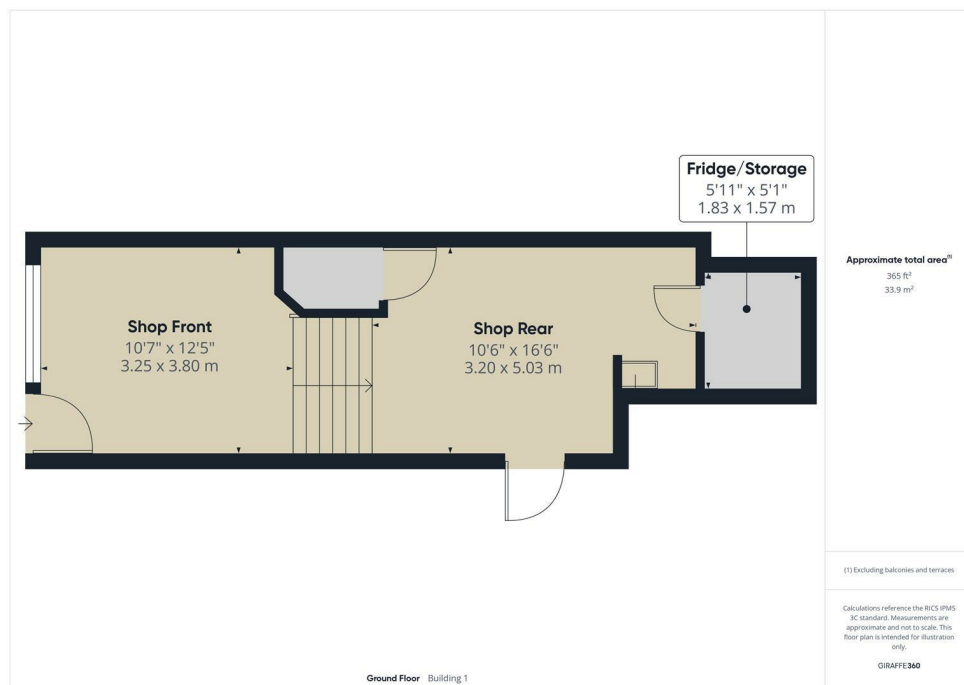 Fridge/Storage
5'11" x 5'1"
1.83 x 1.57 m
Shop Front
10'7" x 12'5"
3.25 x 3.80 m
Shop Rear
10'6" x 16'6"
3.20 x 5.03 m
Ground Floor Building 1
Approximate total area⁽¹⁾
365 ft²
33.9 m²
(1) Excluding balconies and terraces
Calculations reference the RICS IPMS
3C standard. Measurements are
approximate and not to scale. This
floor plan is intended for illustration
only.
GIRAFFE360